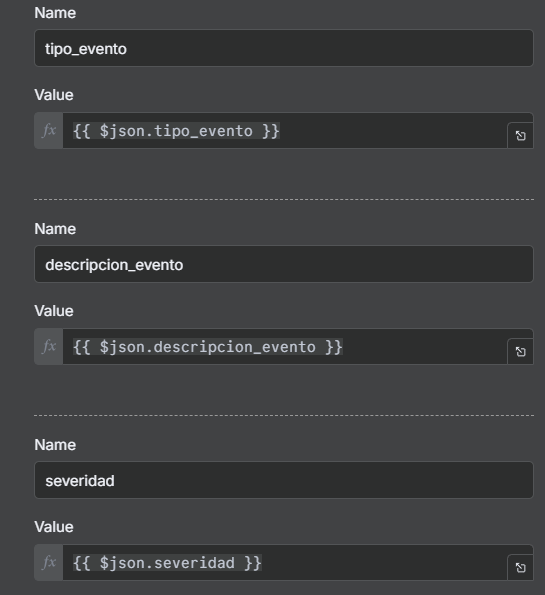 Name
tipo_evento
Value
fx {{ $json.tipo_evento }}
Name
descripcion_evento
Value
fx {{ $json.descripcion_evento }}
Name
severidad
Value
fx {{ $json.severidad }}